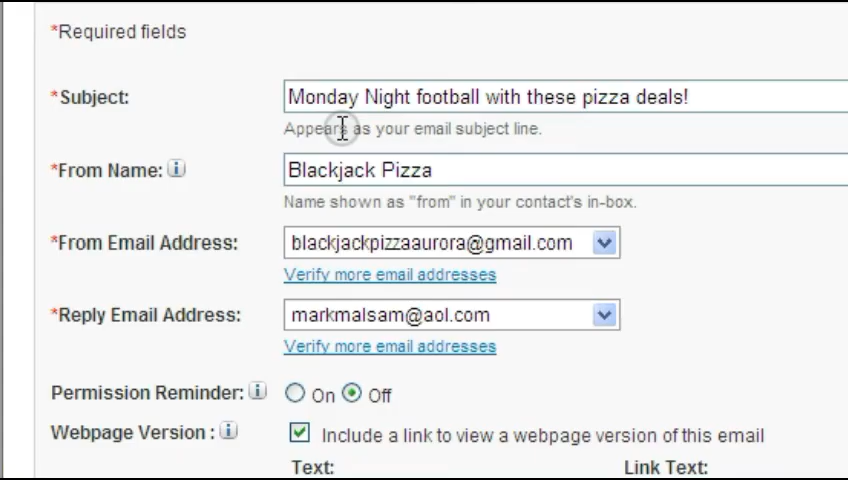 *Required fields
*Subject: Monday Night football with these pizza deals!
Appears as your email subject line.
*From Name: i Blackjack Pizza
Name shown as "from" in your contact's in-box.
*From Email Address: blackjackpizzaaurora@gmail.com
Verify more email addresses
*Reply Email Address: markmalsam@aol.com
Verify more email addresses
Permission Reminder: i On Off
Webpage Version : i Include a link to view a webpage version of this email
Text: Link Text: